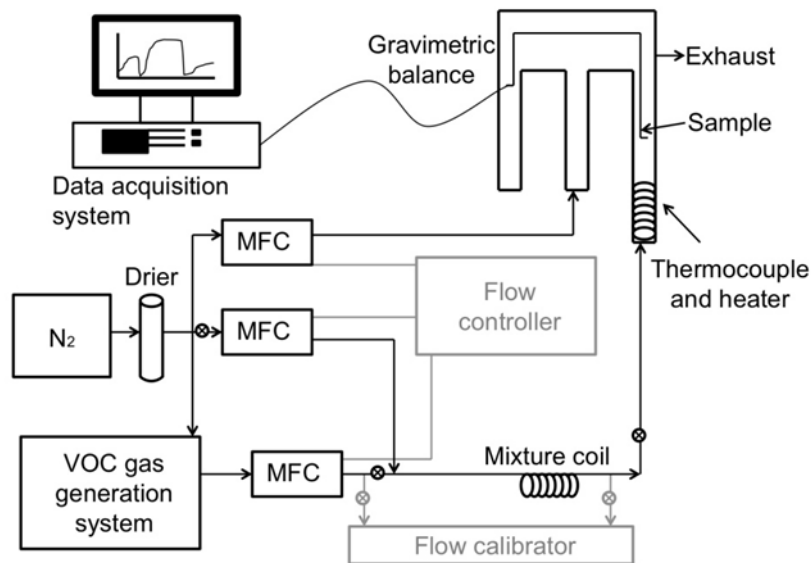 Gravimetric
balance
Exhaust
Sample
Data acquisition
system
MFC
Thermocouple
and heater
Drier
Flow
controller
N₂
MFC
VOC gas
generation
system
MFC
Mixture coil
Flow calibrator